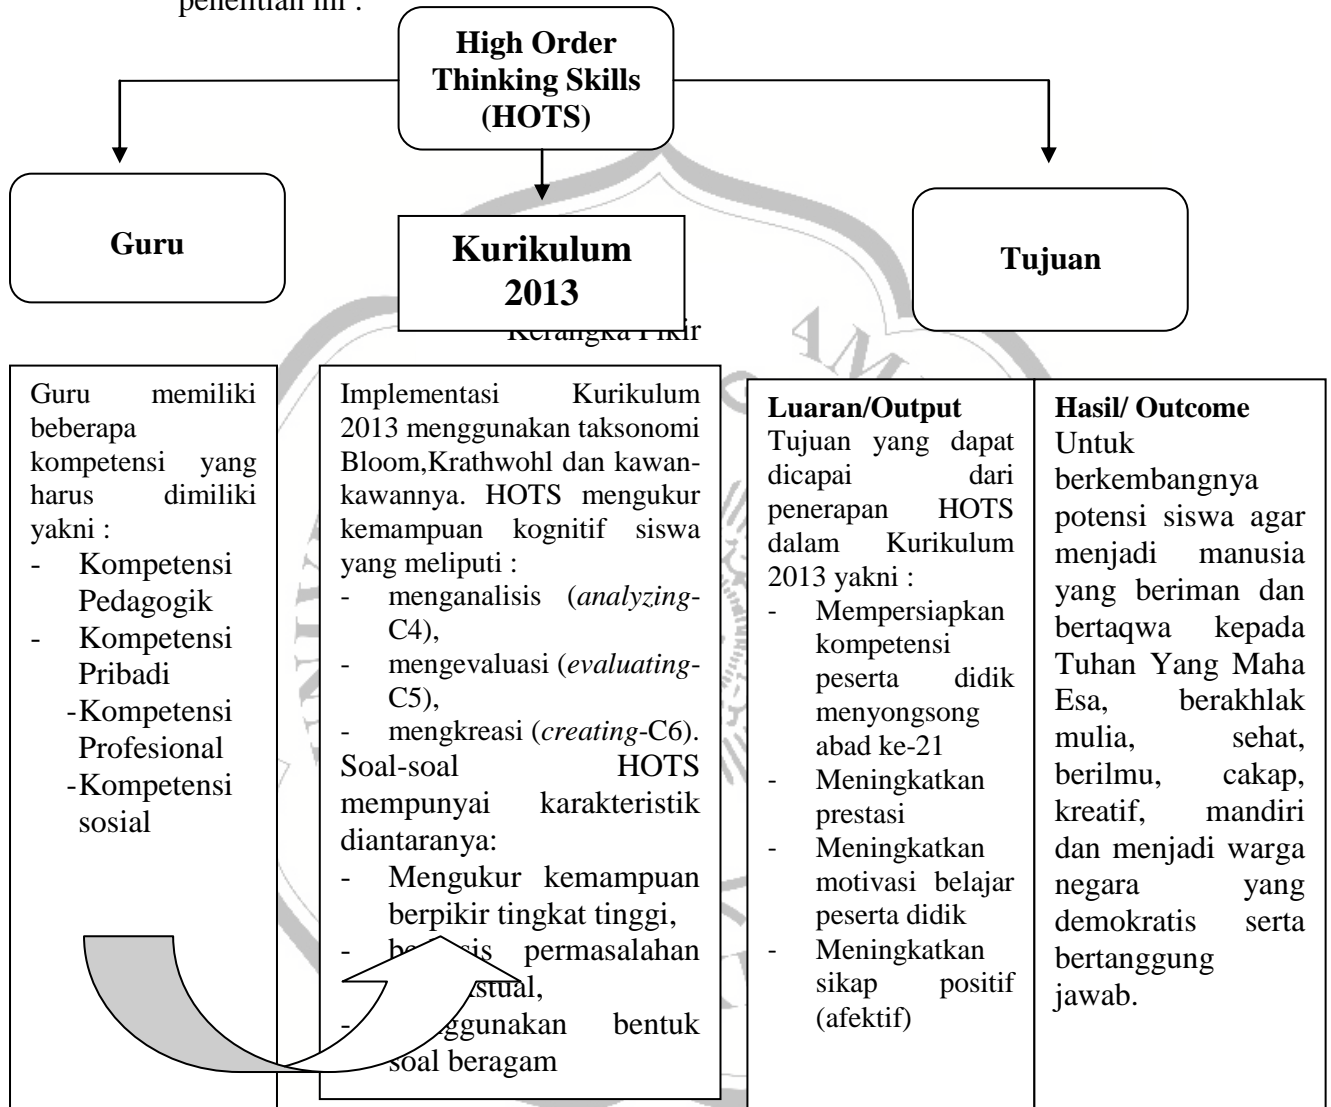 penelitian ini :
High Order
Thinking Skills
(HOTS)
Guru
Kurikulum
2013
Tujuan
Kerangka Pikir
Guru memiliki
beberapa
kompetensi yang
harus dimiliki
yakni :
- Kompetensi
Pedagogik
- Kompetensi
Pribadi
-Kompetensi
Profesional
-Kompetensi
sosial
Implementasi Kurikulum
2013 menggunakan taksonomi
Bloom,Krathwohl dan kawan-
kawannya. HOTS mengukur
kemampuan kognitif siswa
yang meliputi :
- menganalisis (analyzing-
C4),
- mengevaluasi (evaluating-
C5),
- mengkreasi (creating-C6).
Soal-soal HOTS
mempunyai karakteristik
diantaranya:
- Mengukur kemampuan
berpikir tingkat tinggi,
- permasalahan
- bentuk
soal beragam
Luaran/Output
Tujuan yang dapat
dicapai dari
penerapan HOTS
dalam Kurikulum
2013 yakni :
- Mempersiapkan
kompetensi
peserta didik
menyongsong
abad ke-21
- Meningkatkan
prestasi
- Meningkatkan
motivasi belajar
peserta didik
- Meningkatkan
sikap positif
(afektif)
Hasil/ Outcome
Untuk
berkembangnya
potensi siswa agar
menjadi manusia
yang beriman dan
bertaqwa kepada
Tuhan Yang Maha
Esa, berakhlak
mulia, sehat,
berilmu, cakap,
kreatif, mandiri
dan menjadi warga
negara yang
demokratis serta
bertanggung
jawab.